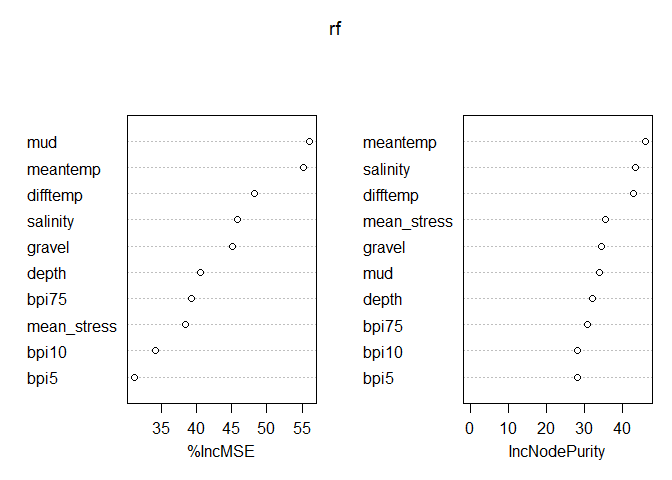 rf
mud
meantemp
difftemp
salinity
gravel
depth
bpi75
mean_stress
bpi10
bpi5
35 40 45 50 55
%IncMSE
meantemp
salinity
difftemp
mean_stress
gravel
mud
depth
bpi75
bpi10
bpi5
0 10 20 30 40
IncNodePurity